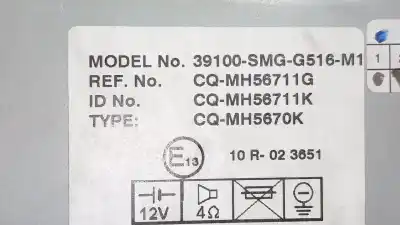 MODEL No. 39100-SMG-G516-M1
REF. No. CQ-MH56711G
ID No. CQ-MH56711K
TYPE: CQ-MH5670K
E13 10 R- 02 3651
12V 4Ω
1